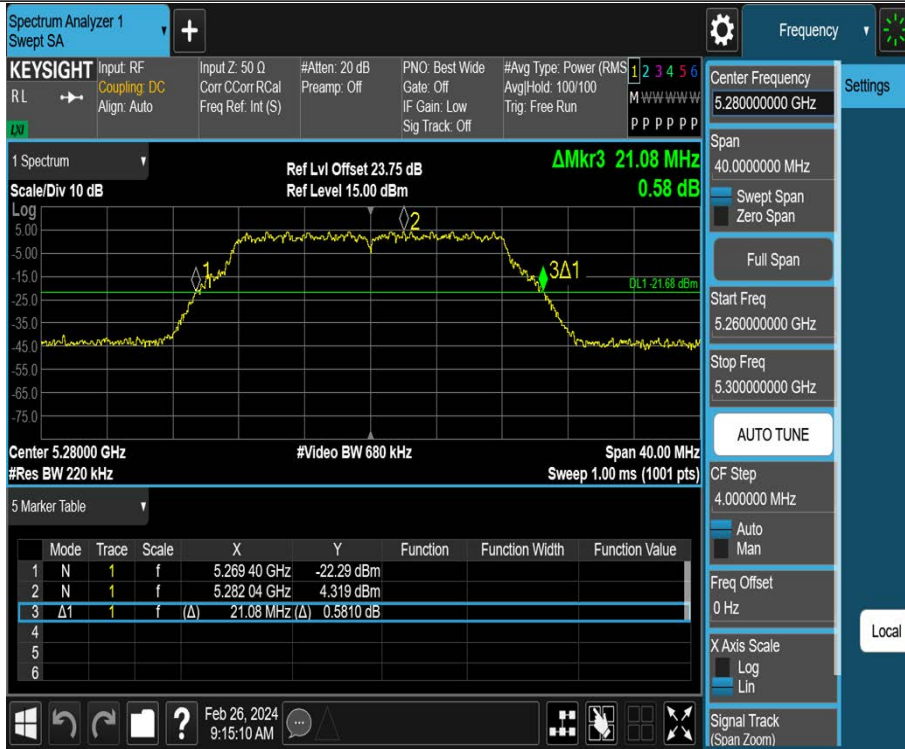 Spectrum Analyzer 1
Swept SA
+
Frequency
KEYSIGHT
RL
LXI
Input: RF
Coupling: DC
Align: Auto
Input Z: 50 Ω
Corr CCorr RCal
Freq Ref: Int (S)
#Atten: 20 dB
Preamp: Off
PNO: Best Wide
Gate: Off
IF Gain: Low
Sig Track: Off
#Avg Type: Power (RMS
Avg|Hold: 100/100
Trig: Free Run
1 2 3 4 5 6
M W W W W W
P P P P P P
1 Spectrum
Scale/Div 10 dB
Ref Lvl Offset 23.75 dB
Ref Level 15.00 dBm
ΔMkr3 21.08 MHz
0.58 dB
Log
5.00
-5.00
-15.0
-25.0
-35.0
-45.0
-55.0
-65.0
-75.0
1
2
3Δ1
DL1 -21.68 dBm
Center 5.28000 GHz
#Res BW 220 kHz
#Video BW 680 kHz
Span 40.00 MHz
Sweep 1.00 ms (1001 pts)
5 Marker Table
Mode Trace Scale X Y Function Function Width Function Value
1 N 1 f 5.269 40 GHz -22.29 dBm
2 N 1 f 5.282 04 GHz 4.319 dBm
3 Δ1 1 f (Δ) 21.08 MHz (Δ) 0.5810 dB
4
5
6
?
Feb 26, 2024
9:15:10 AM
Center Frequency
5.280000000 GHz
Span
40.0000000 MHz
Swept Span
Zero Span
Full Span
Start Freq
5.260000000 GHz
Stop Freq
5.300000000 GHz
AUTO TUNE
CF Step
4.000000 MHz
Auto
Man
Freq Offset
0 Hz
X Axis Scale
Log
Lin
Signal Track
(Span Zoom)
Settings
Local